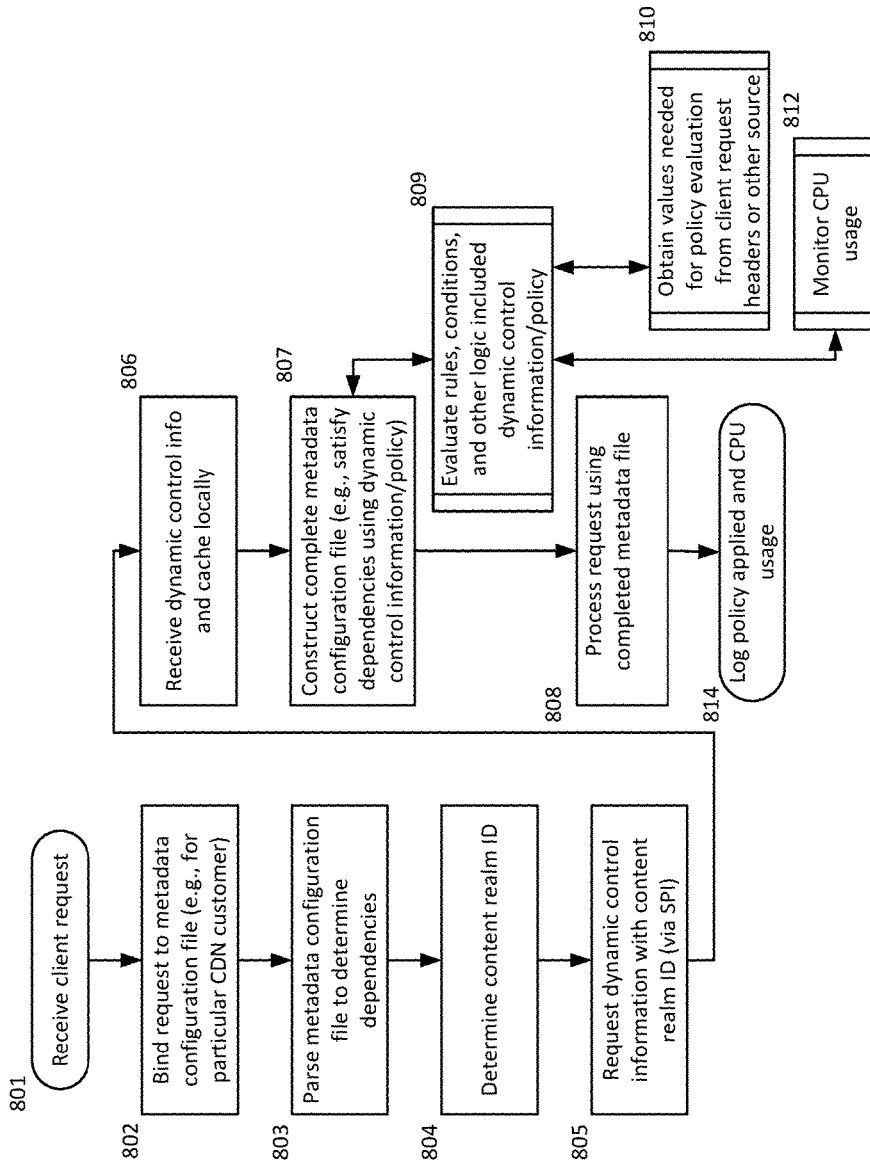 801
Receive client request
802
Bind request to metadata
configuration file (e.g., for
particular CDN customer)
803
Parse metadata configuration
file to determine
dependencies
804
Determine content realm ID
805
Request dynamic control
information with content
realm ID (via SPI)
806
Receive dynamic control info
and cache locally
807
Construct complete metadata
configuration file (e.g., satisfy
dependencies using dynamic
control information/policy)
809
Evaluate rules, conditions,
and other logic included
dynamic control
information/policy
810
Obtain values needed
for policy evaluation
from client request
headers or other source
812
Monitor CPU
usage
808
Process request using
completed metadata file
814
Log policy applied and CPU
usage